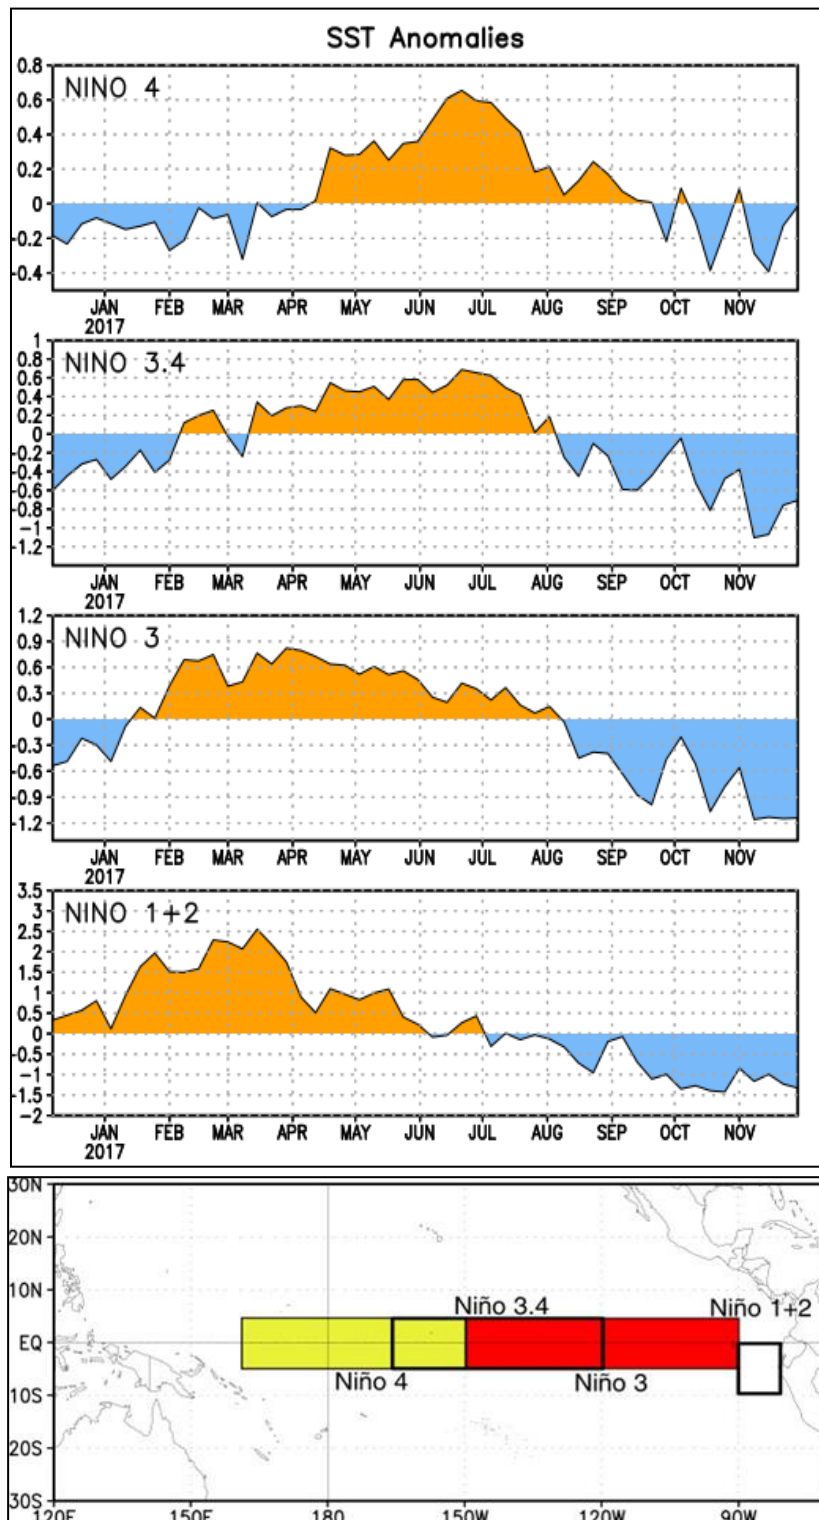 SST Anomalies
NINO 4
0.8
0.6
0.4
0.2
0
-0.2
-0.4
JAN FEB MAR APR MAY JUN JUL AUG SEP OCT NOV
2017
NINO 3.4
1
0.8
0.6
0.4
0.2
0
-0.2
-0.4
-0.6
-0.8
-1
-1.2
JAN FEB MAR APR MAY JUN JUL AUG SEP OCT NOV
2017
NINO 3
1.2
0.9
0.6
0.3
0
-0.3
-0.6
-0.9
-1.2
JAN FEB MAR APR MAY JUN JUL AUG SEP OCT NOV
2017
NINO 1+2
3.5
3
2.5
2
1.5
1
0.5
0
-0.5
-1
-1.5
-2
JAN FEB MAR APR MAY JUN JUL AUG SEP OCT NOV
2017
30N
20N
10N
EQ
10S
20S
30S
Niño 3.4
Niño 1+2
Niño 4
Niño 3
120E 150E 180 150W 120W 90W